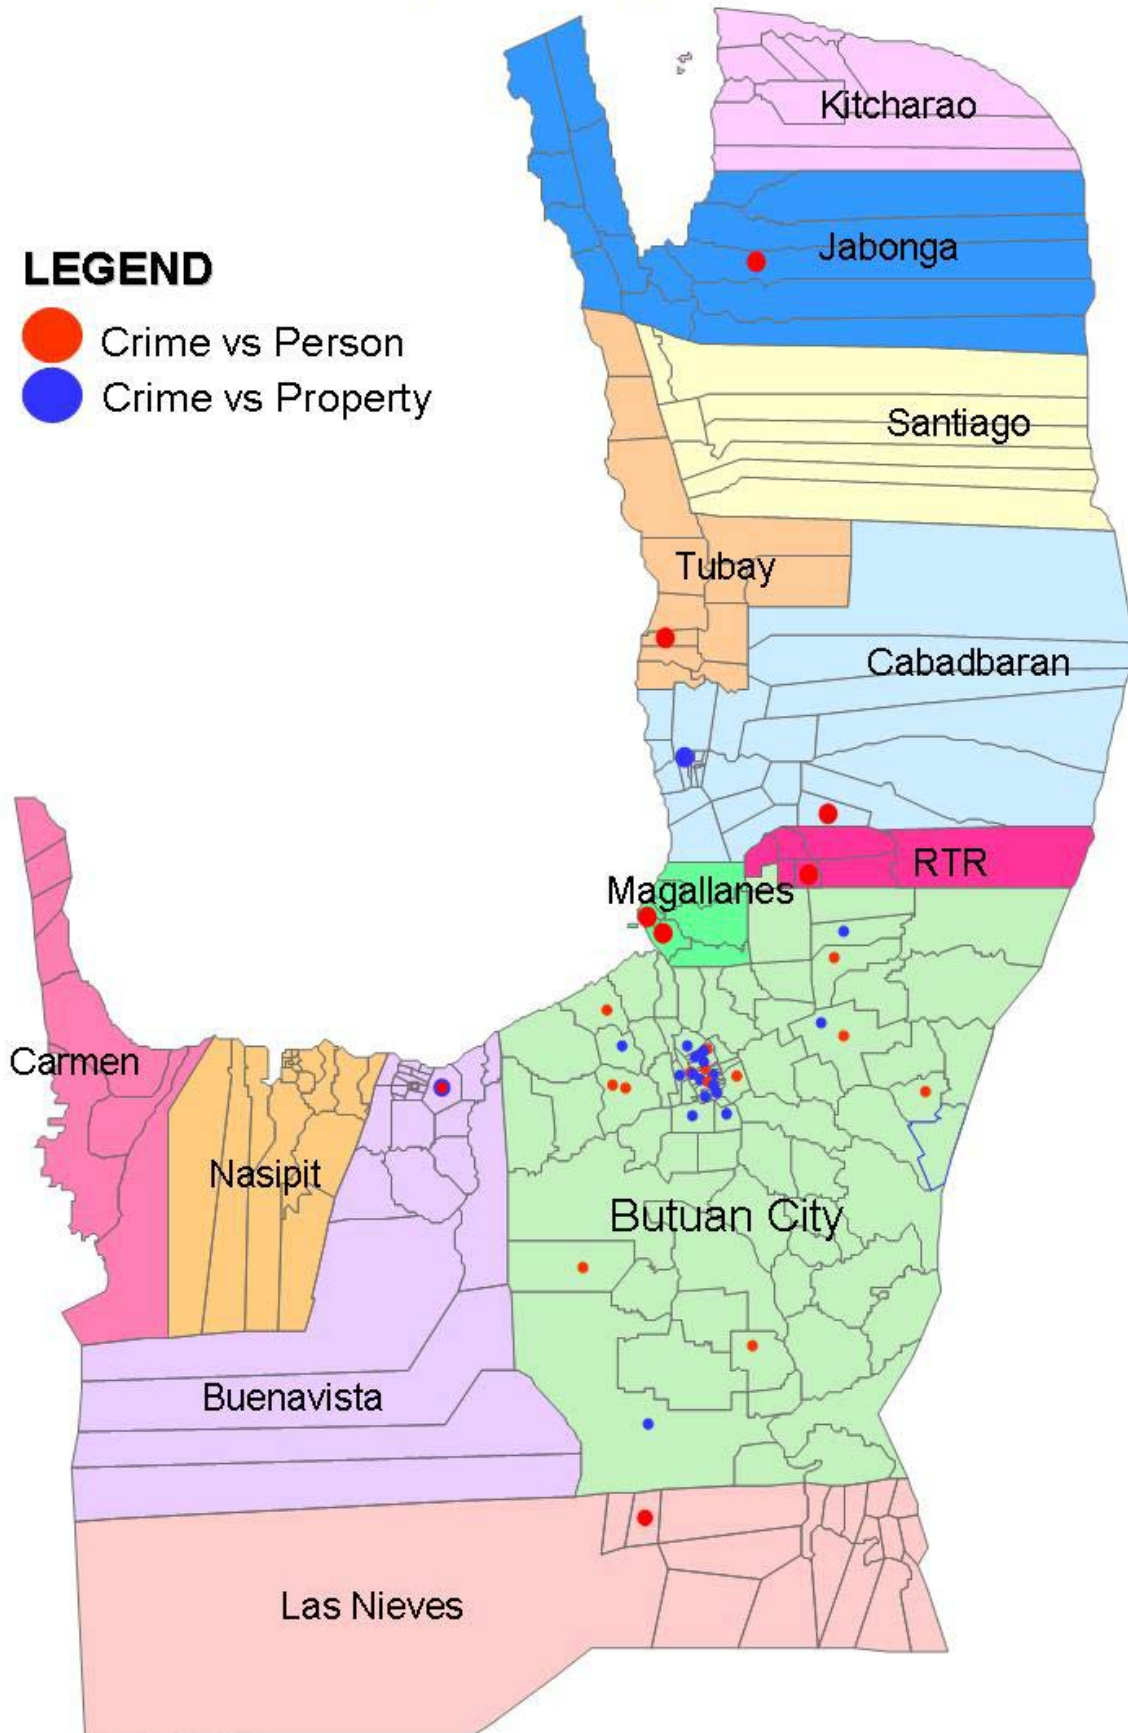 Kitcharao
Jabonga
LEGEND
Crime vs Person
Crime vs Property
Santiago
Tubay
Cabadbaran
RTR
Magallanes
Carmen
Nasipit
Butuan City
Buenavista
Las Nieves